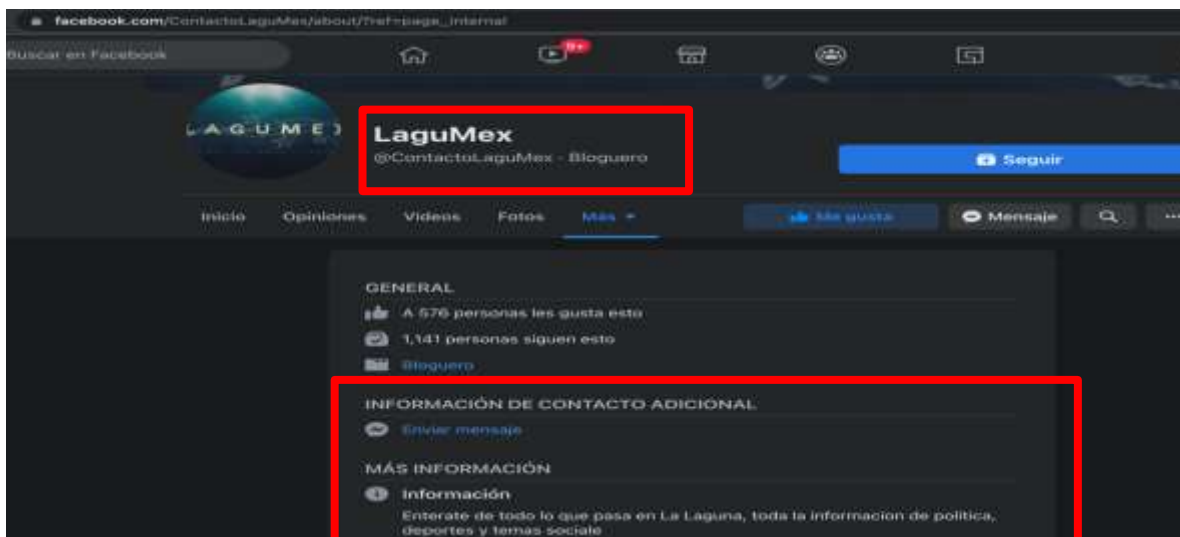 facebook.com/ContactoLaguMex/about/?ref=page_internal
Buscar en Facebook
9+
LAGUMEX
LaguMex
@ContactoLaguMex · Bloguero
Seguir
Inicio Opiniones Videos Fotos Más
Me gusta Mensaje
GENERAL
A 576 personas les gusta esto
1,141 personas siguen esto
Bloguero
INFORMACIÓN DE CONTACTO ADICIONAL
Enviar mensaje
MÁS INFORMACIÓN
Información
Enterate de todo lo que pasa en La Laguna, toda la informacion de política,
deportes y temas sociale